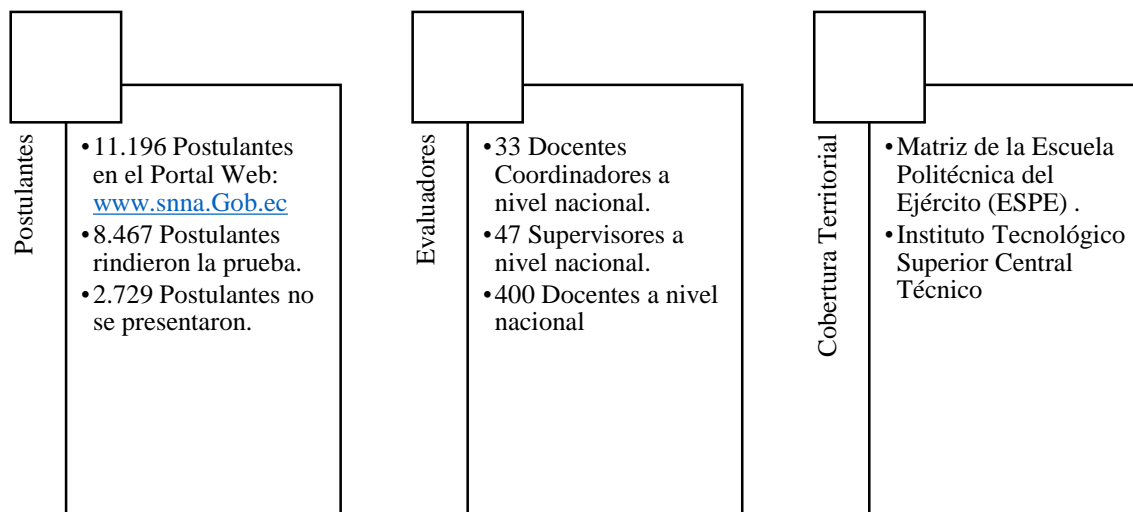 Postulantes
•11.196 Postulantes
en el Portal Web:
www.snna.Gob.ec
•8.467 Postulantes
rindieron la prueba.
•2.729 Postulantes no
se presentaron.
Evaluadores
•33 Docentes
Coordinadores a
nivel nacional.
•47 Supervisores a
nivel nacional.
•400 Docentes a nivel
nacional
Cobertura Territorial
•Matriz de la Escuela
Politécnica del
Ejército (ESPE) .
•Instituto Tecnológico
Superior Central
Técnico